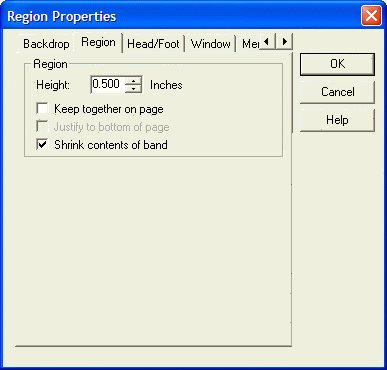 Region Properties
Backdrop Region Head/Foot Window
Region
Height: 0.500 Inches
Keep together on page
Justify to bottom of page
Shrink contents of band
OK
Cancel
Help